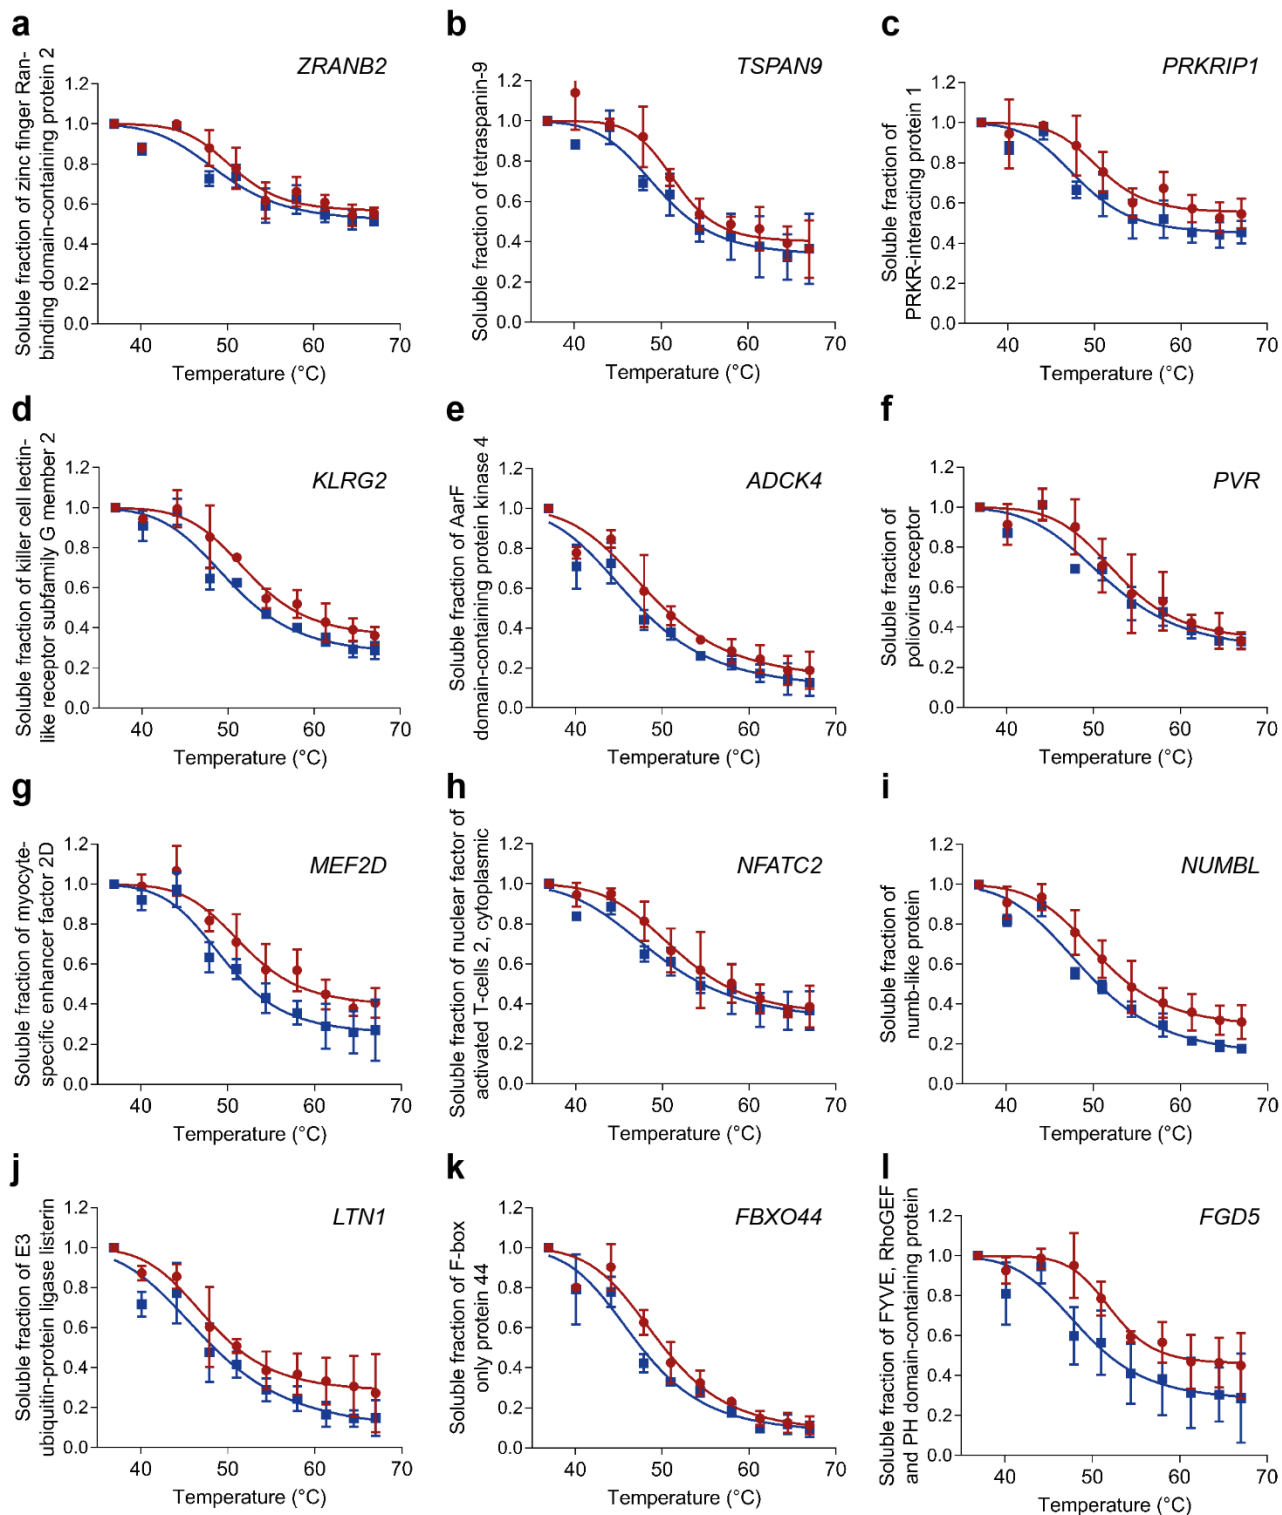 a
Soluble fraction of zinc finger Ran-
binding domain-containing protein 2
ZRANB2
1.2
1.0
0.8
0.6
0.4
0.2
0.0
40 50 60 70
Temperature (°C)
b
Soluble fraction of tetraspanin-9
TSPAN9
1.2
1.0
0.8
0.6
0.4
0.2
0.0
40 50 60 70
Temperature (°C)
c
Soluble fraction of
PRKR-interacting protein 1
PRKRIP1
1.2
1.0
0.8
0.6
0.4
0.2
0.0
40 50 60 70
Temperature (°C)
d
Soluble fraction of killer cell lectin-
like receptor subfamily G member 2
KLRG2
1.2
1.0
0.8
0.6
0.4
0.2
0.0
40 50 60 70
Temperature (°C)
e
Soluble fraction of AarF
domain-containing protein kinase 4
ADCK4
1.2
1.0
0.8
0.6
0.4
0.2
0.0
40 50 60 70
Temperature (°C)
f
Soluble fraction of
poliovirus receptor
PVR
1.2
1.0
0.8
0.6
0.4
0.2
0.0
40 50 60 70
Temperature (°C)
g
Soluble fraction of myocyte-
specific enhancer factor 2D
MEF2D
1.2
1.0
0.8
0.6
0.4
0.2
0.0
40 50 60 70
Temperature (°C)
h
Soluble fraction of nuclear factor of
activated T-cells 2, cytoplasmic
NFATC2
1.2
1.0
0.8
0.6
0.4
0.2
0.0
40 50 60 70
Temperature (°C)
i
Soluble fraction of
numb-like protein
NUMBL
1.2
1.0
0.8
0.6
0.4
0.2
0.0
40 50 60 70
Temperature (°C)
j
Soluble fraction of E3
ubiquitin-protein ligase listerin
LTN1
1.2
1.0
0.8
0.6
0.4
0.2
0.0
40 50 60 70
Temperature (°C)
k
Soluble fraction of F-box
only protein 44
FBXO44
1.2
1.0
0.8
0.6
0.4
0.2
0.0
40 50 60 70
Temperature (°C)
l
Soluble fraction of FYVE, RhoGEF
and PH domain-containing protein
FGD5
1.2
1.0
0.8
0.6
0.4
0.2
0.0
40 50 60 70
Temperature (°C)